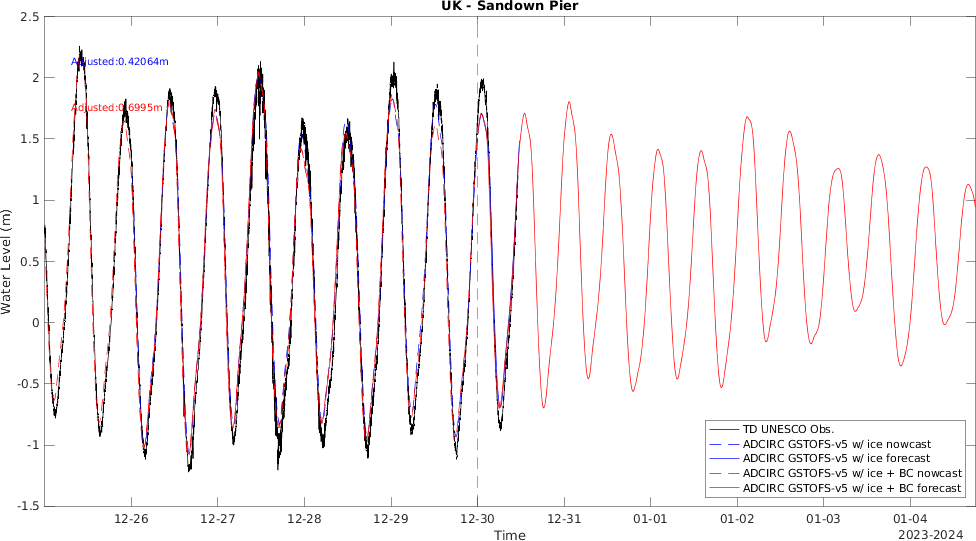 UK - Sandown Pier
2.5
2
1.5
1
0.5
0
-0.5
-1
-1.5
Water Level (m)
Adjusted:0.42064m
Adjusted:0.6995m
TD UNESCO Obs.
ADCIRC GSTOFS-v5 w/ ice nowcast
ADCIRC GSTOFS-v5 w/ ice forecast
ADCIRC GSTOFS-v5 w/ ice + BC nowcast
ADCIRC GSTOFS-v5 w/ ice + BC forecast
12-26 12-27 12-28 12-29 12-30 12-31 01-01 01-02 01-03 01-04
Time
2023-2024